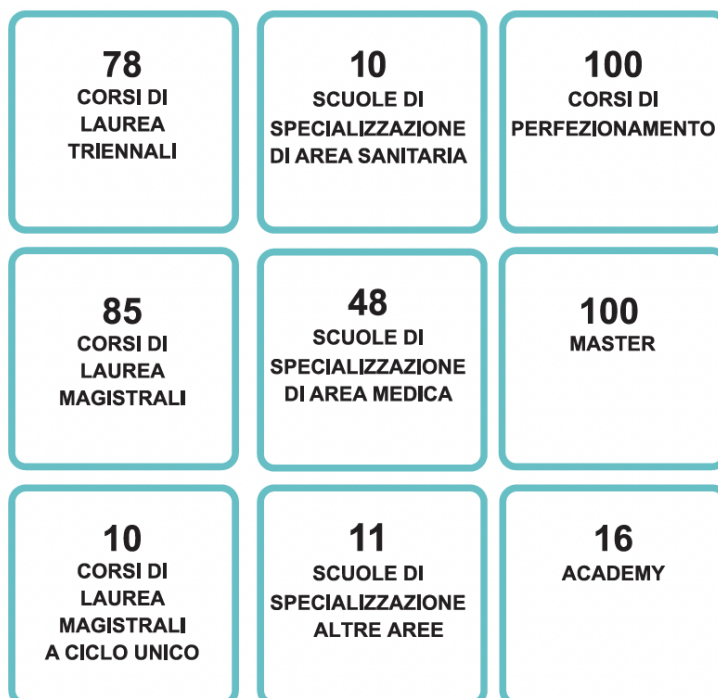 78
CORSI DI
LAUREA
TRIENNALI
10
SCUOLE DI
SPECIALIZZAZIONE
DI AREA SANITARIA
100
CORSI DI
PERFEZIONAMENTO
85
CORSI DI
LAUREA
MAGISTRALI
48
SCUOLE DI
SPECIALIZZAZIONE
DI AREA MEDICA
100
MASTER
10
CORSI DI
LAUREA
MAGISTRALI
A CICLO UNICO
11
SCUOLE DI
SPECIALIZZAZIONE
ALTRE AREE
16
ACADEMY